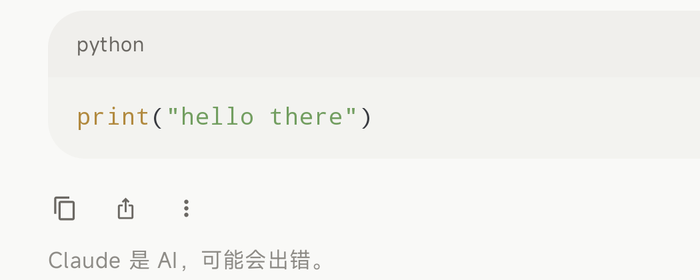 python
print("hello there")
Claude 是 AI，可能会出错。